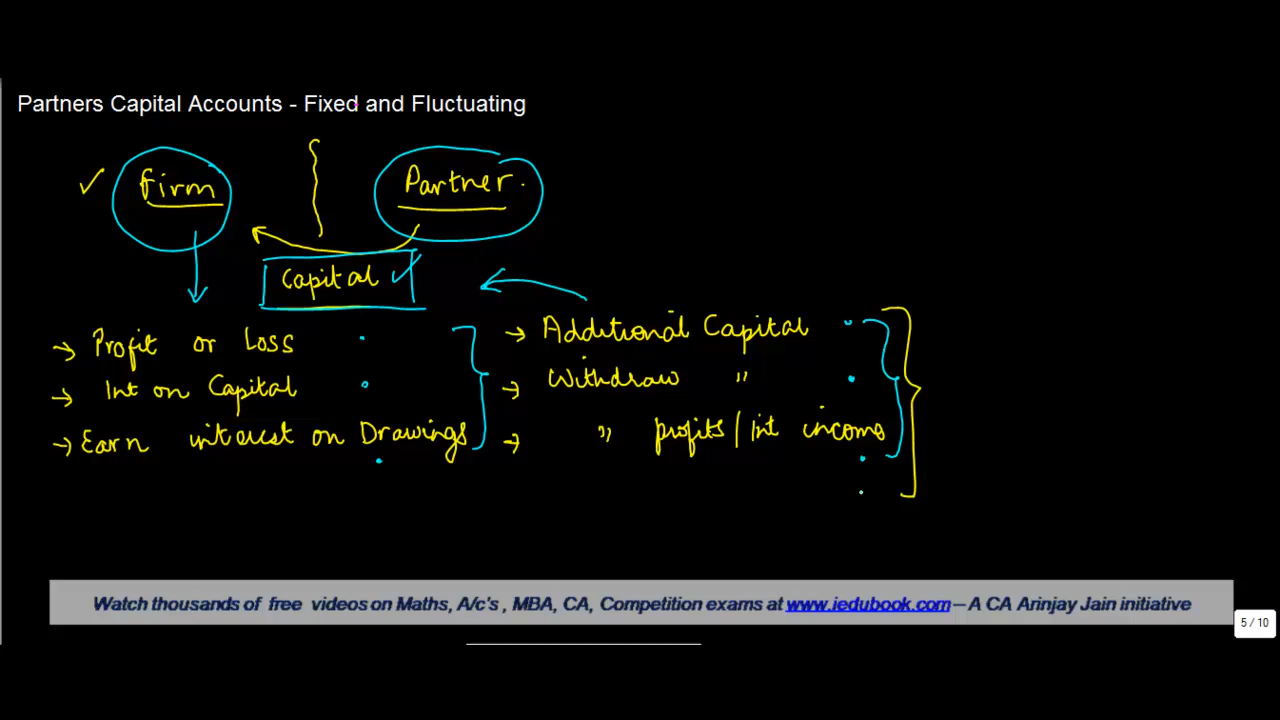 Partners Capital Accounts - Fixed and Fluctuating
firm Partner.
Capital
→ Profit or Loss
→ Int on Capital
→ Earn interest on Drawings
→ Additional Capital
→ Withdraw "
→ " profits / Int income
Watch thousands of free videos on Maths, A/c's , MBA, CA, Competition exams at www.iedubook.com – A CA Arinjay Jain initiative
5 / 10